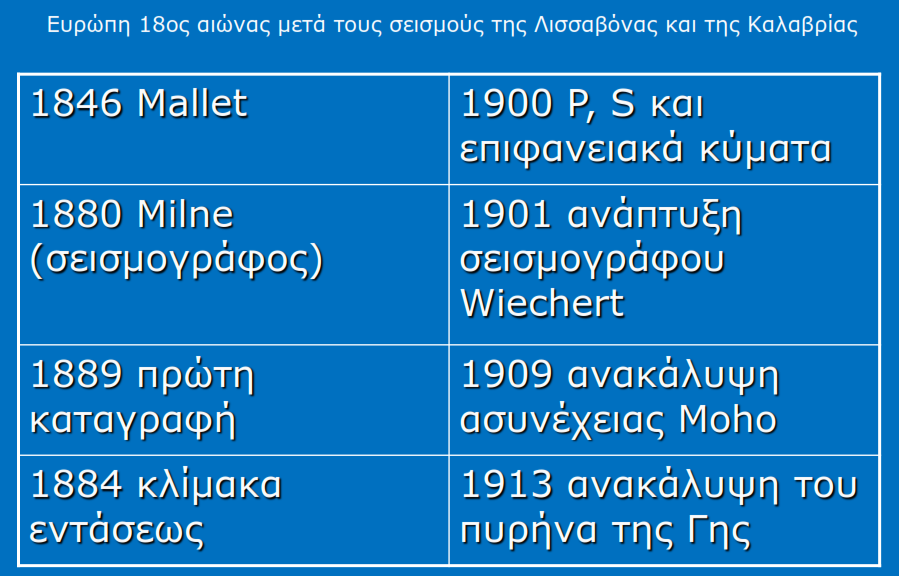 Ευρώπη 18ος αιώνας μετά τους σεισμούς της Λισσαβόνας και της Καλαβρίας
1846 Mallet
1900 P, S και
επιφανειακά κύματα
1880 Milne
(σεισμογράφος)
1901 ανάπτυξη
σεισμογράφου
Wiechert
1889 πρώτη
καταγραφή
1909 ανακάλυψη
ασυνέχειας Moho
1884 κλίμακα
εντάσεως
1913 ανακάλυψη του
πυρήνα της Γης